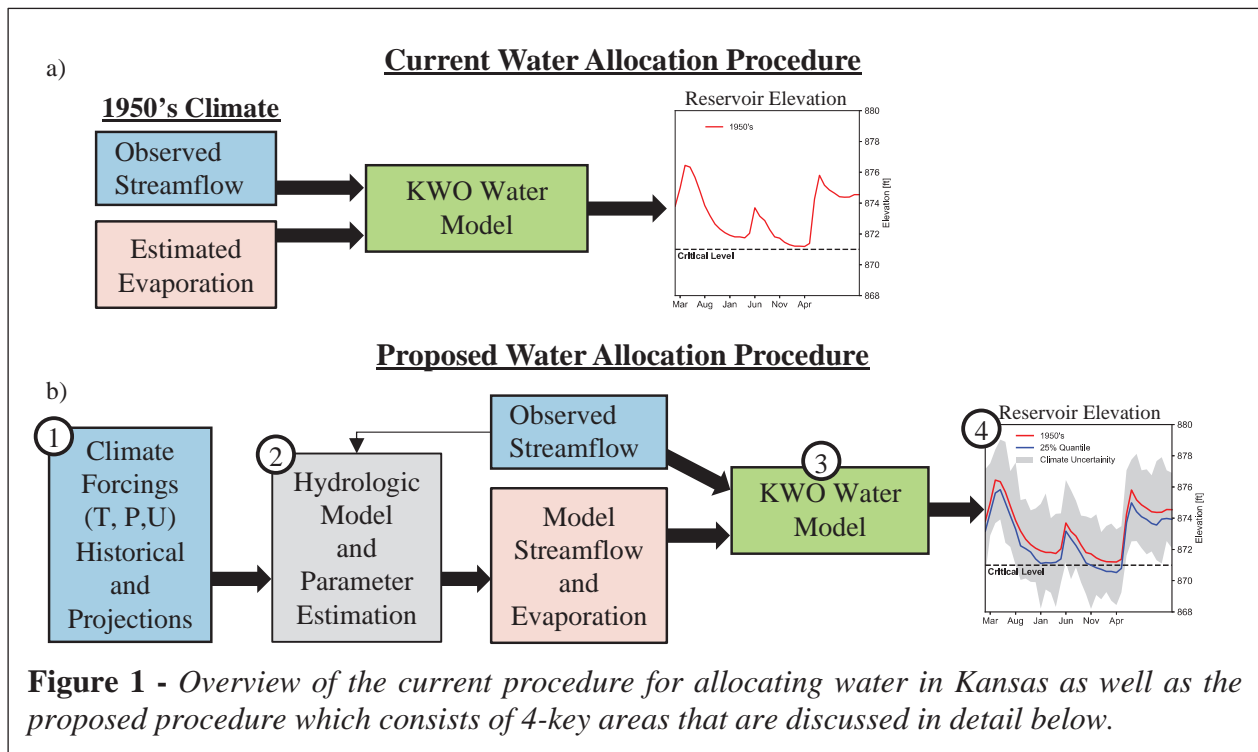 a)
Current Water Allocation Procedure
1950's Climate
Observed
Streamflow
Estimated
Evaporation
KWO Water
Model
Reservoir Elevation
1950's
880
878
876
874
872
870
868
Elevation [ft]
Critical Level
Mar Aug Jan Jun Nov Apr
Proposed Water Allocation Procedure
b)
1
Climate
Forcings
(T, P,U)
Historical
and
Projections
2
Hydrologic
Model
and
Parameter
Estimation
Observed
Streamflow
Model
Streamflow
and
Evaporation
3
KWO Water
Model
4
Reservoir Elevation
1950's
25% Quantile
Climate Uncertainity
880
878
876
874
872
870
868
Elevation [ft]
Critical Level
Mar Aug Jan Jun Nov Apr
Figure 1 - Overview of the current procedure for allocating water in Kansas as well as the
proposed procedure which consists of 4-key areas that are discussed in detail below.